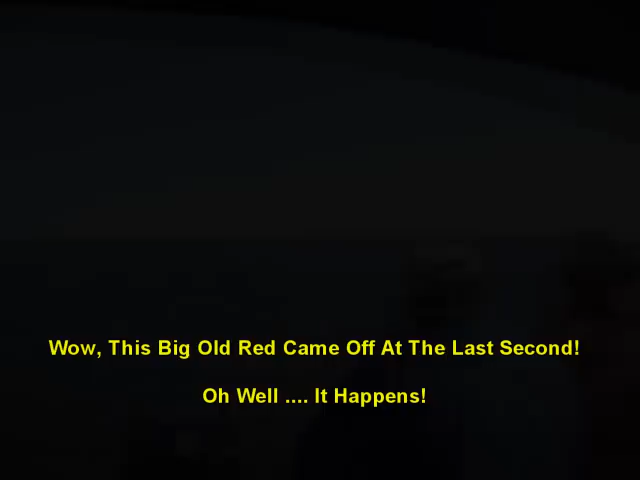 Wow, This Big Old Red Came Off At The Last Second!
Oh Well .... It Happens!